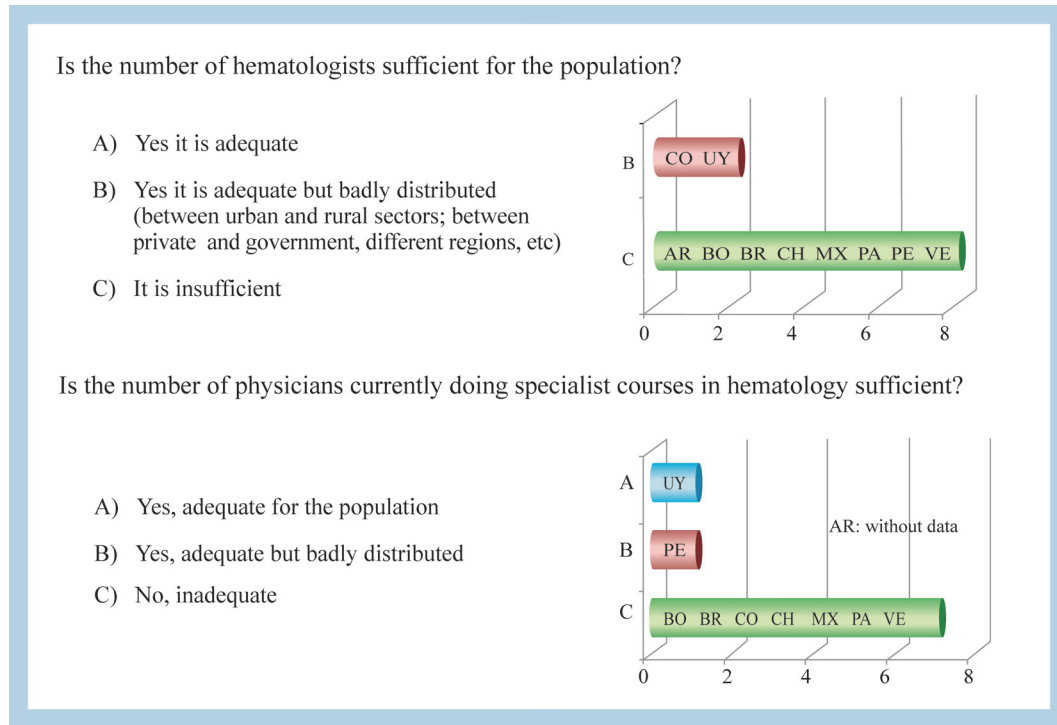 Is the number of hematologists sufficient for the population?
A) Yes it is adequate
B) Yes it is adequate but badly distributed
(between urban and rural sectors; between
private and government, different regions, etc)
C) It is insufficient
B
CO UY
C
AR BO BR CH MX PA PE VE
0 2 4 6 8
Is the number of physicians currently doing specialist courses in hematology sufficient?
A) Yes, adequate for the population
B) Yes, adequate but badly distributed
C) No, inadequate
A
UY
AR: without data
B
PE
C
BO BR CO CH MX PA VE
0 2 4 6 8